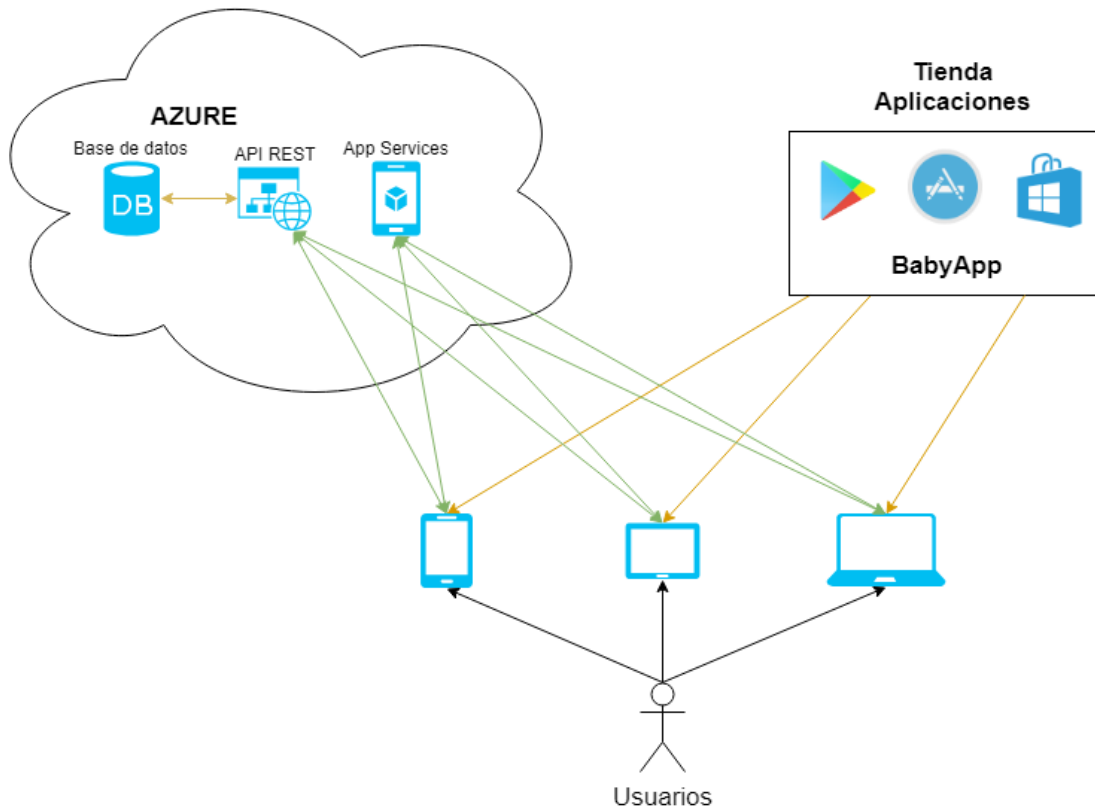 AZURE
Base de datos
API REST
App Services
DB
Tienda
Aplicaciones
BabyApp
Usuarios